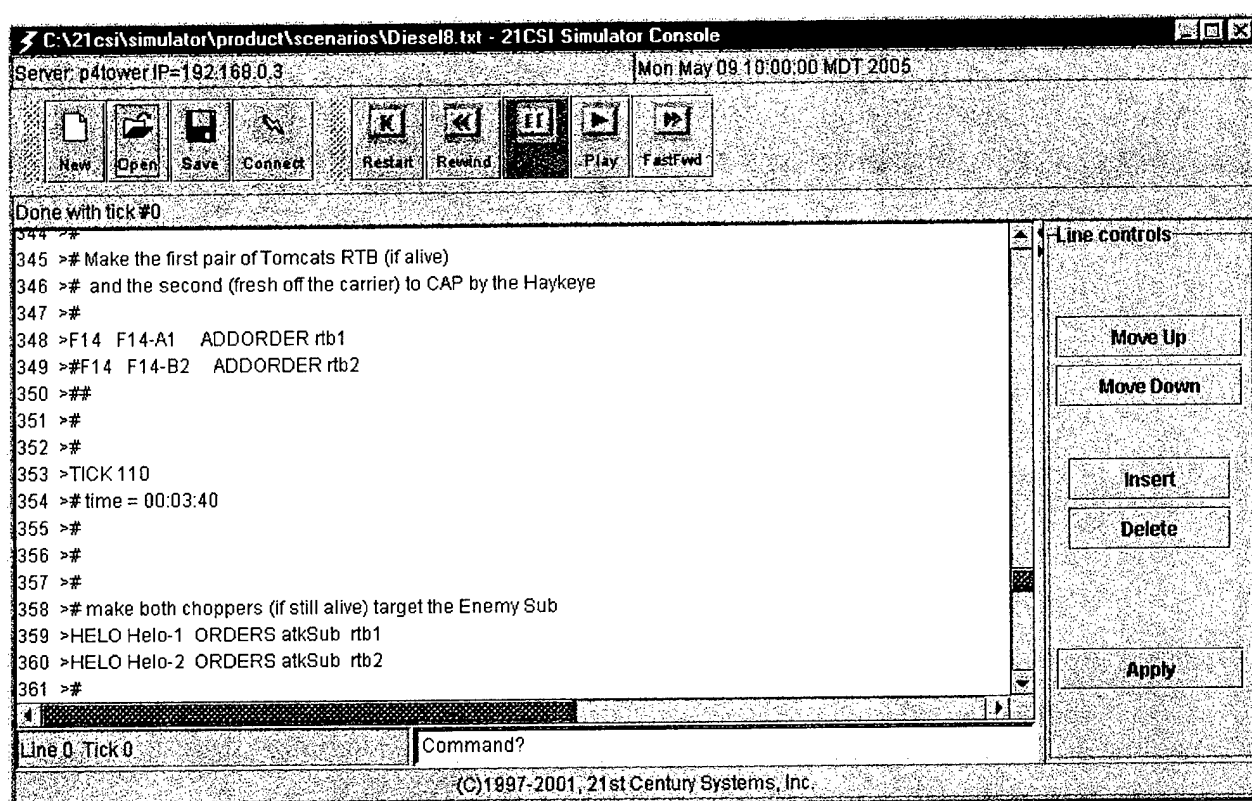 C:\21csi\simulator\product\scenarios\Diesel8.txt - 21CSI Simulator Console
Server: p4tower IP=192.168.0.3
Mon May 09 10:00:00 MDT 2005
New Open Save Connect Restart Rewind Play FastFwd
Done with tick #0
344 >#
345 ># Make the first pair of Tomcats RTB (if alive)
346 ># and the second (fresh off the carrier) to CAP by the Haykeye
347 >#
348 >F14 F14-A1 ADDORDER rtb1
349 >#F14 F14-B2 ADDORDER rtb2
350 >##
351 >#
352 >#
353 >TICK 110
354 ># time = 00:03:40
355 >#
356 >#
357 >#
358 ># make both choppers (if still alive) target the Enemy Sub
359 >HELO Helo-1 ORDERS atkSub rtb1
360 >HELO Helo-2 ORDERS atkSub rtb2
361 >#
Line controls
Move Up
Move Down
Insert
Delete
Apply
Line 0 Tick 0
Command?
(C)1997-2001, 21st Century Systems, Inc.